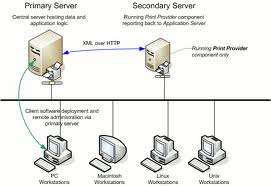 Primary Server
Central server hosting data and
application logic
Secondary Server
Running Print Provider component
reporting back to Application Server
XML over HTTP
Running Print Provider
component only
Client software deployment and
remote administration via
primary server
PC
Workstations
Macintosh
Workstations
Linux
Workstations
Unix
Workstations